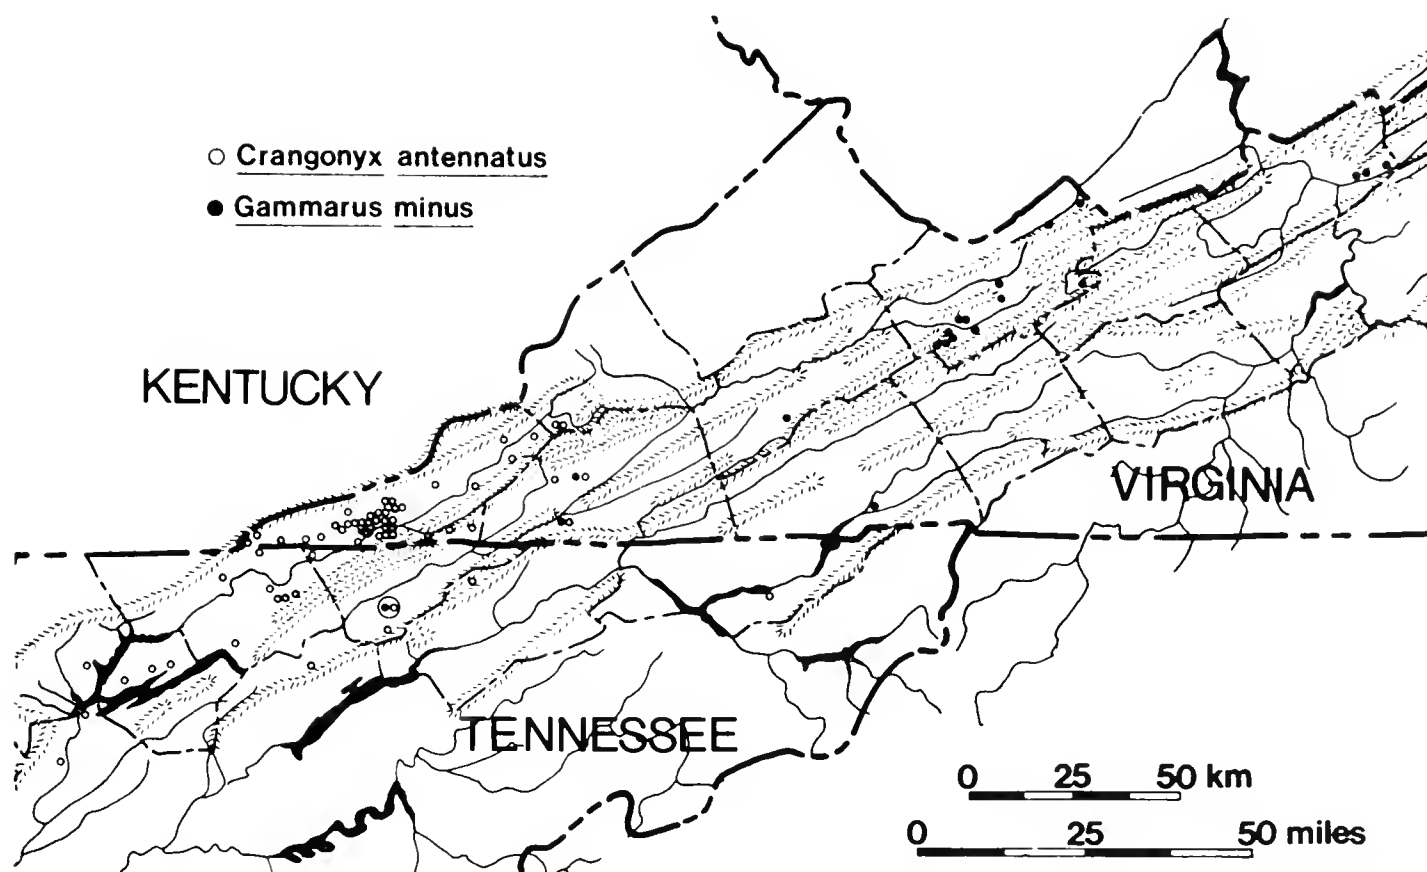 Crangonyx antennatus
Gammarus minus
KENTUCKY
VIRGINIA
TENNESSEE
0 25 50 km
0 25 50 miles